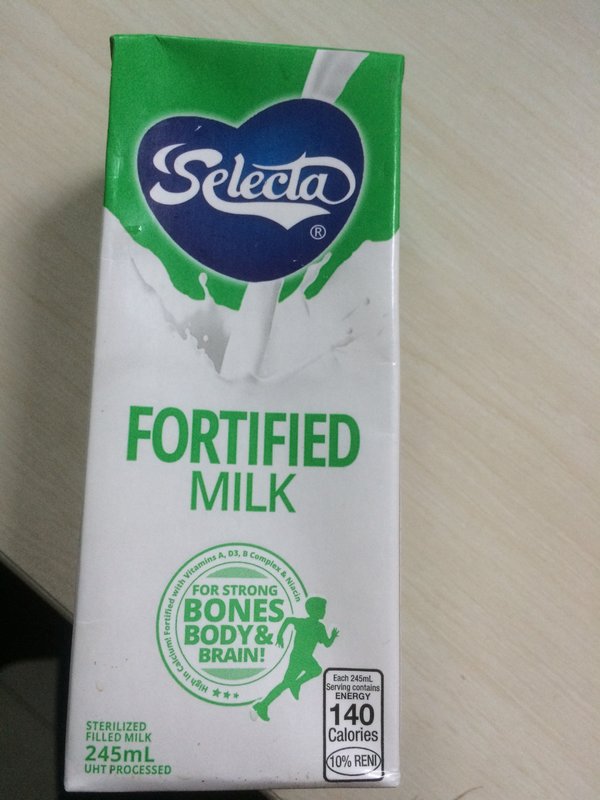 Selecta
®
FORTIFIED
MILK
High in Calcium! Fortified with Vitamins A, D3, B Complex & Niacin
FOR STRONG
BONES
BODY&
BRAIN!
STERILIZED
FILLED MILK
245mL
UHT PROCESSED
Each 245mL
Serving contains
ENERGY
140
Calories
10% RENI